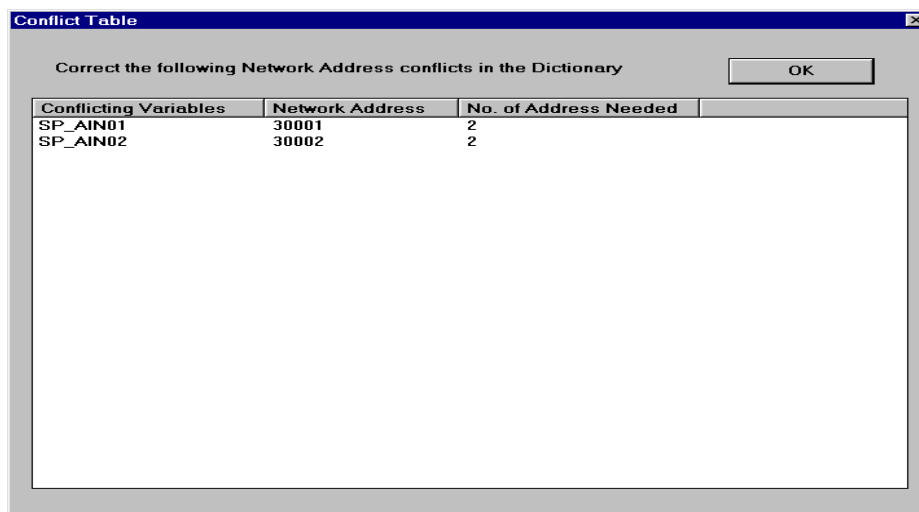 Conflict Table
Correct the following Network Address conflicts in the Dictionary
OK
Conflicting Variables Network Address No. of Address Needed
SP_AIN01 30001 2
SP_AIN02 30002 2